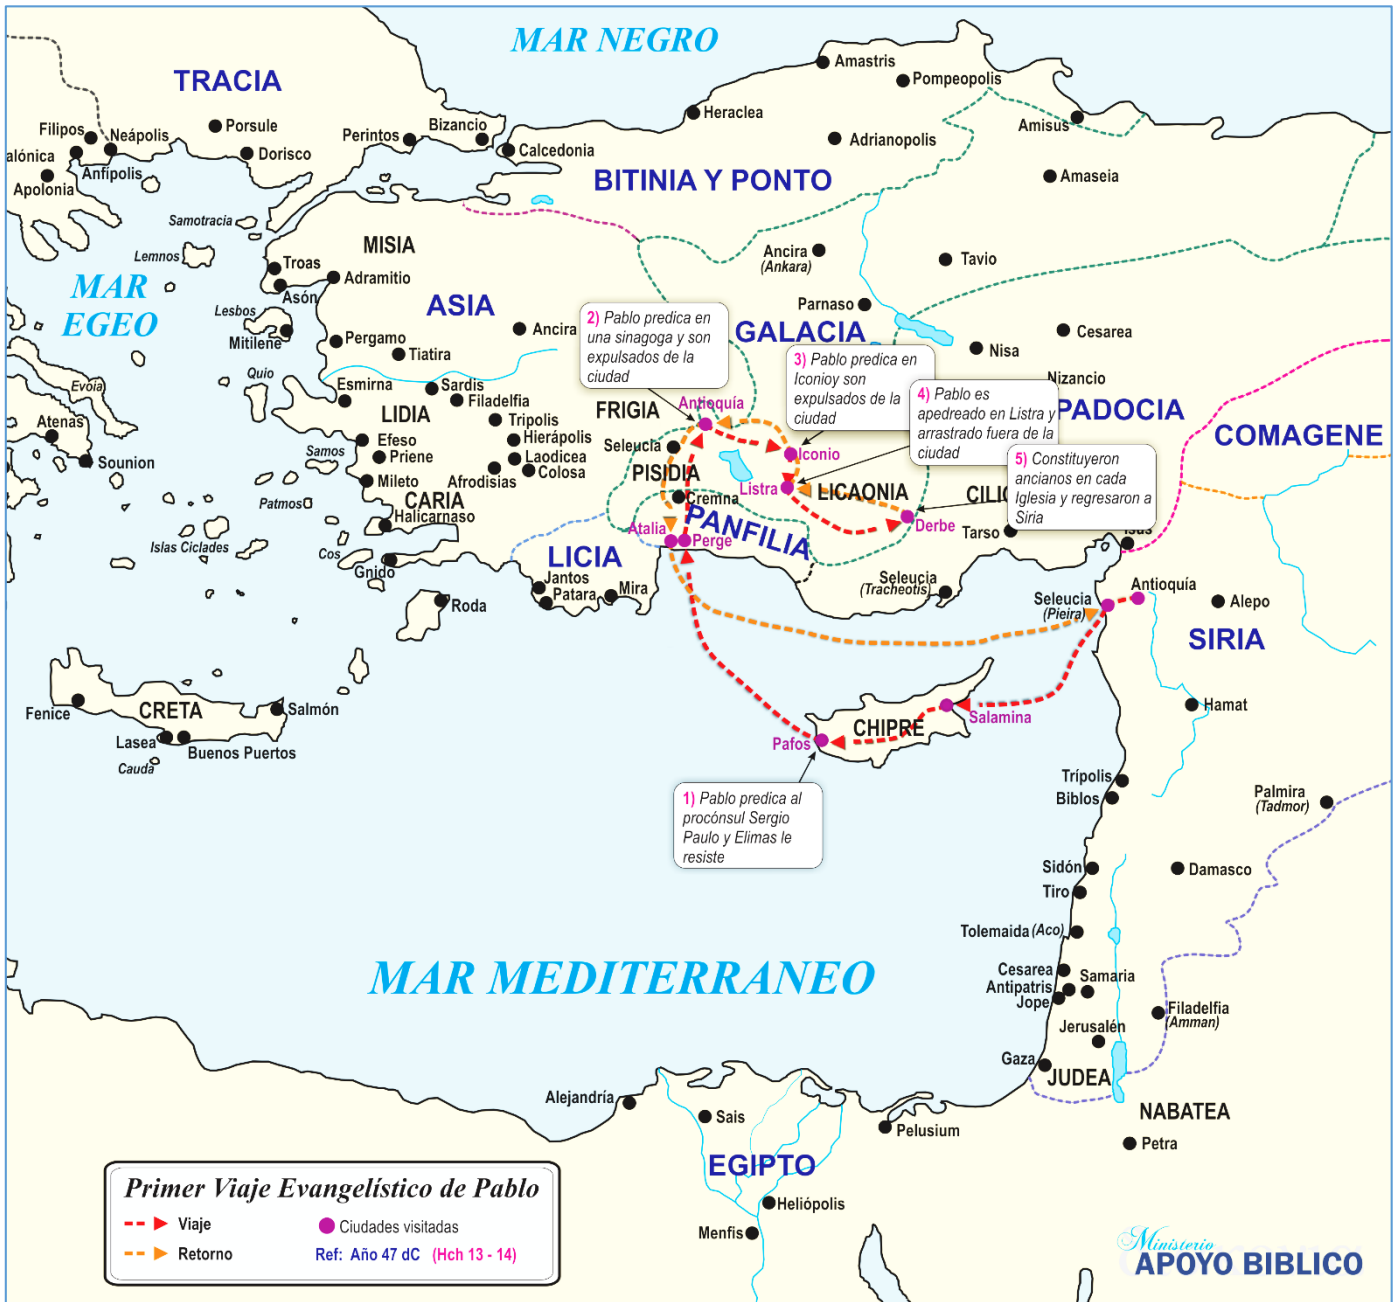 MAR NEGRO
TRACIA
Amastris
Pompeopolis
Heraclea
Amisus
Filipos
Neápolis
Porsule
Perintos
Bizancio
Adrianopolis
alónica
Anfípolis
Dorisco
Calcedonia
Apolonia
BITINIA Y PONTO
Amaseia
Samotracia
MISIA
Lemnos
Ancira
(Ankara)
Tavio
Troas
Adramitio
MAR
EGEO
Asón
ASIA
Parnaso
Lesbos
Mitilene
Ancira
GALACIA
Cesarea
Pergamo
Tiatira
Nisa
2) Pablo predica en
una sinagoga y son
expulsados de la
ciudad
3) Pablo predica en
Iconioy son
expulsados de la
ciudad
4) Pablo es
apedreado en Listra y
arrastrado fuera de la
ciudad
5) Constituyeron
ancianos en cada
Iglesia y regresaron a
Siria
Quio
Evoia
Esmirna
Sardis
Nizancio
Filadelfia
LIDIA
FRIGIA
Antioquía
PADOCIA
COMAGENE
Atenas
Tripolis
Efeso
Hierápolis
Seleucia
Samos
Priene
Laodicea
Iconio
Sounion
Colosa
PISIDIA
Mileto
Afrodisias
Listra
LICAONIA
CILIC
Patmos
CARIA
Cremna
Halicarnaso
PANFILIA
Derbe
Atalia
Perge
Tarso
Isus
Islas Ciclades
Cos
LICIA
Gnido
Jantos
Patara
Mira
Seleucia
(Tracheotis)
Antioquía
Roda
Seleucia
(Pieira)
Alepo
SIRIA
CRETA
Salmón
Fenice
Salamina
Hamat
CHIPRE
Lasea
Buenos Puertos
Pafos
Cauda
1) Pablo predica al
procónsul Sergio
Paulo y Elimas le
resiste
Trípolis
Biblos
Palmira
(Tadmor)
Sidón
Damasco
Tiro
Tolemaida (Aco)
MAR MEDITERRANEO
Cesarea
Samaria
Antipatris
Jope
Filadelfia
(Amman)
Jerusalén
Gaza
JUDEA
Alejandría
Sais
Pelusium
NABATEA
Petra
EGIPTO
Heliópolis
Menfis
Primer Viaje Evangelístico de Pablo
Viaje
Ciudades visitadas
Retorno
Ref: Año 47 dC (Hch 13 - 14)
Ministerio
APOYO BIBLICO